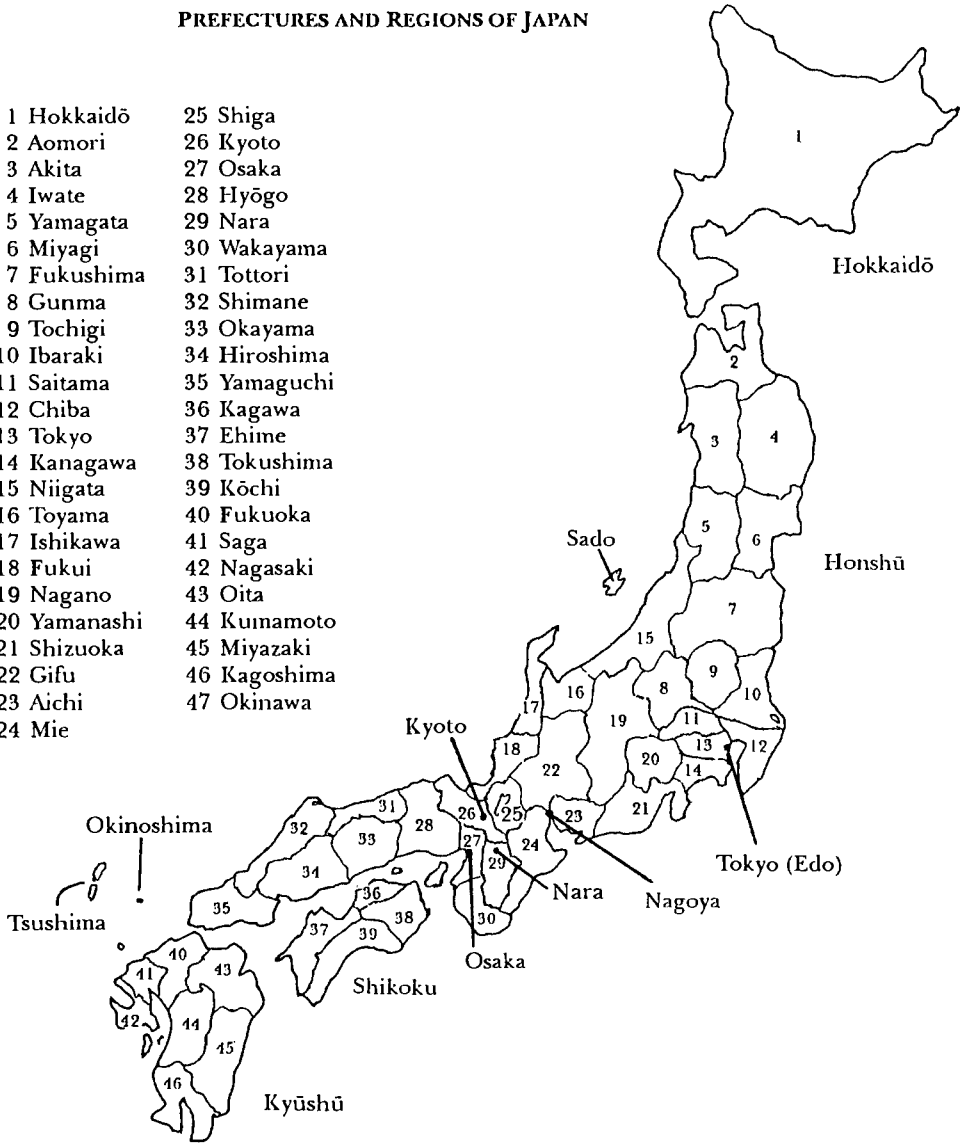 PREFECTURES AND REGIONS OF JAPAN
1 Hokkaidō
2 Aomori
3 Akita
4 Iwate
5 Yamagata
6 Miyagi
7 Fukushima
8 Gunma
9 Tochigi
10 Ibaraki
11 Saitama
12 Chiba
13 Tokyo
14 Kanagawa
15 Niigata
16 Toyama
17 Ishikawa
18 Fukui
19 Nagano
20 Yamanashi
21 Shizuoka
22 Gifu
23 Aichi
24 Mie
25 Shiga
26 Kyoto
27 Osaka
28 Hyōgo
29 Nara
30 Wakayama
31 Tottori
32 Shimane
33 Okayama
34 Hiroshima
35 Yamaguchi
36 Kagawa
37 Ehime
38 Tokushima
39 Kōchi
40 Fukuoka
41 Saga
42 Nagasaki
43 Oita
44 Kumamoto
45 Miyazaki
46 Kagoshima
47 Okinawa
1
Hokkaidō
2
3
4
5
6
Sado
Honshū
7
15
9
8
10
16
17
19
11
Kyoto
18
13
12
20
22
14
31
26
25
23
21
Okinoshima
32
28
33
27
24
29
34
Tokyo (Edo)
36
Nara
Nagoya
35
38
30
Tsushima
37
39
40
Osaka
43
41
Shikoku
42
44
45
46
Kyūshū